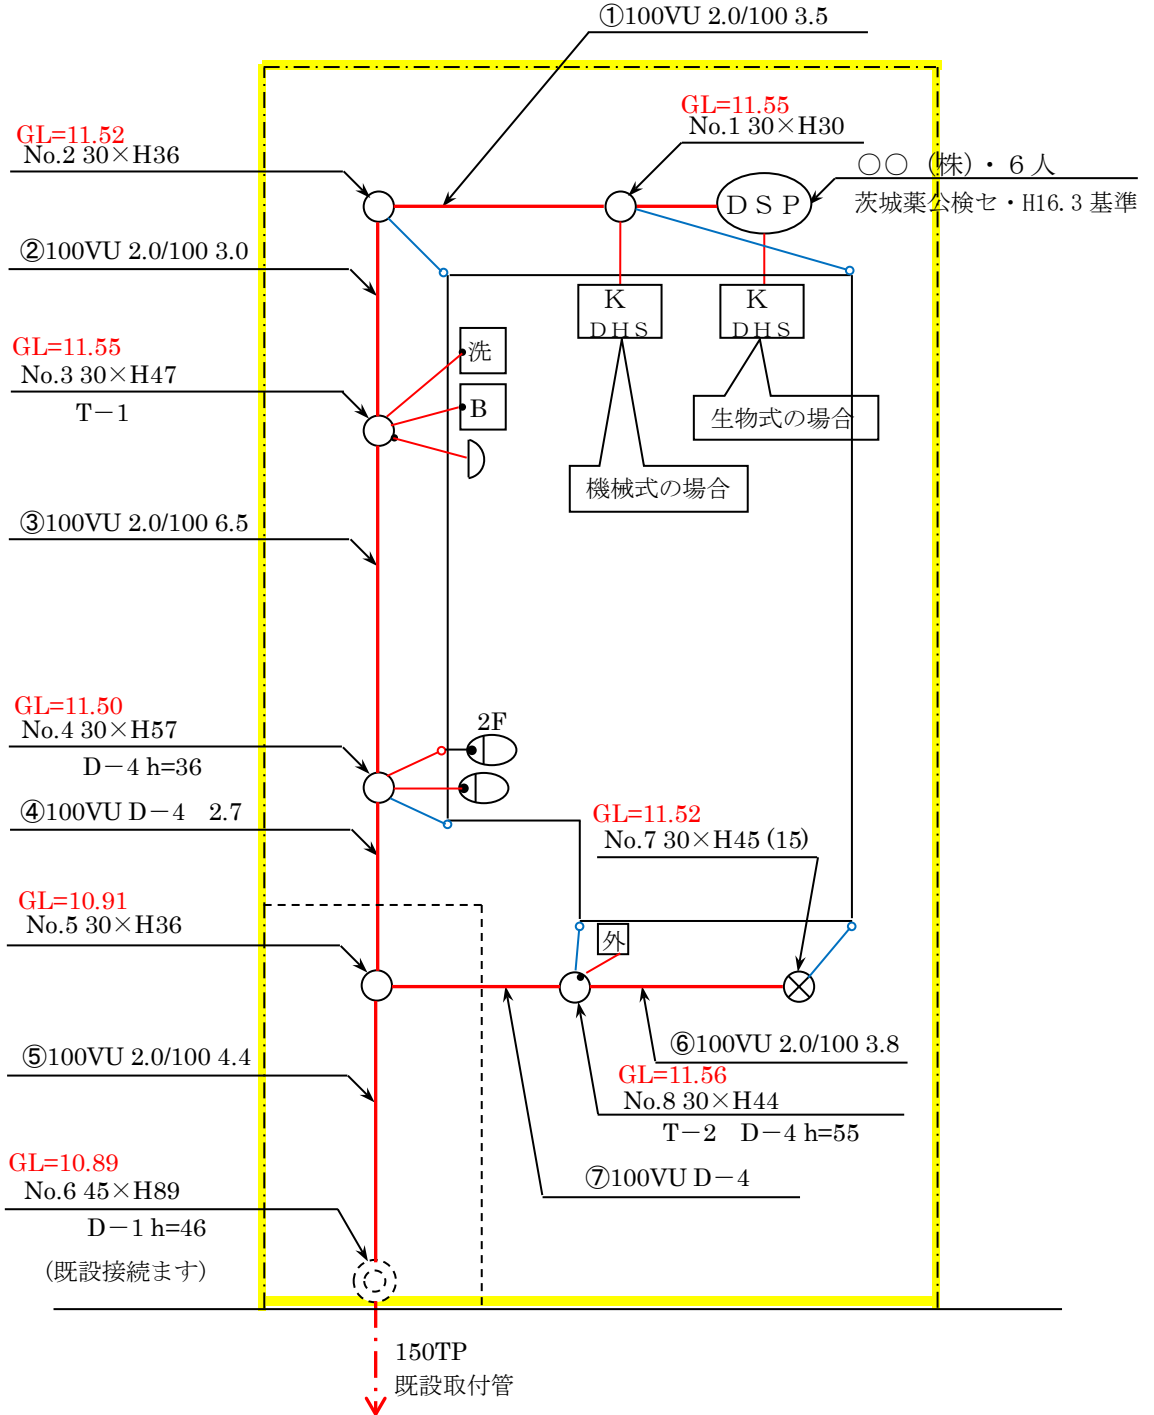 ①100VU 2.0/100 3.5
GL=11.55
No.1 30×H30
GL=11.52
No.2 30×H36
○○ (株)・６人
DSP
茨城薬公検セ・H16.3 基準
②100VU 2.0/100 3.0
K
DHS
K
DHS
GL=11.55
No.3 30×H47
T－1
洗
B
生物式の場合
機械式の場合
③100VU 2.0/100 6.5
GL=11.50
No.4 30×H57
D－4 h=36
2F
④100VU D－4　2.7
GL=11.52
No.7 30×H45 (15)
GL=10.91
No.5 30×H36
外
⑤100VU 2.0/100 4.4
⑥100VU 2.0/100 3.8
GL=11.56
No.8 30×H44
T－2　D－4 h=55
GL=10.89
No.6 45×H89
D－1 h=46
(既設接続ます)
⑦100VU D－4
150TP
既設取付管